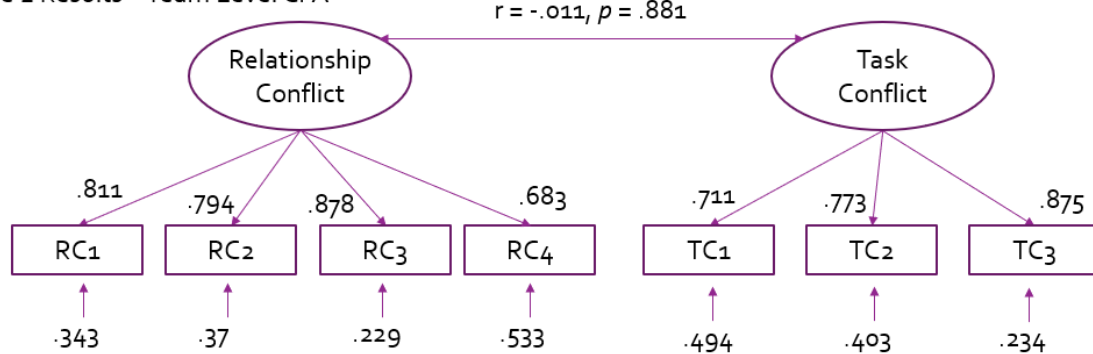 r = -.011, p = .881
Relationship
Conflict
Task
Conflict
.811
.794
.878
.683
.711
.773
.875
RC1
RC2
RC3
RC4
TC1
TC2
TC3
.343
.37
.229
.533
.494
.403
.234